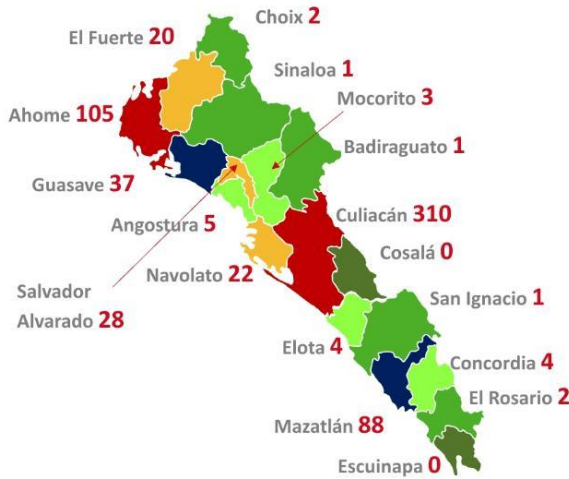 Choix 2
El Fuerte 20
Sinaloa 1
Mocorito 3
Ahome 105
Badiraguato 1
Guasave 37
Culiacán 310
Angostura 5
Cosalá 0
Navolato 22
Salvador
Alvarado 28
San Ignacio 1
Elota 4
Concordia 4
El Rosario 2
Mazatlán 88
Escuinapa 0